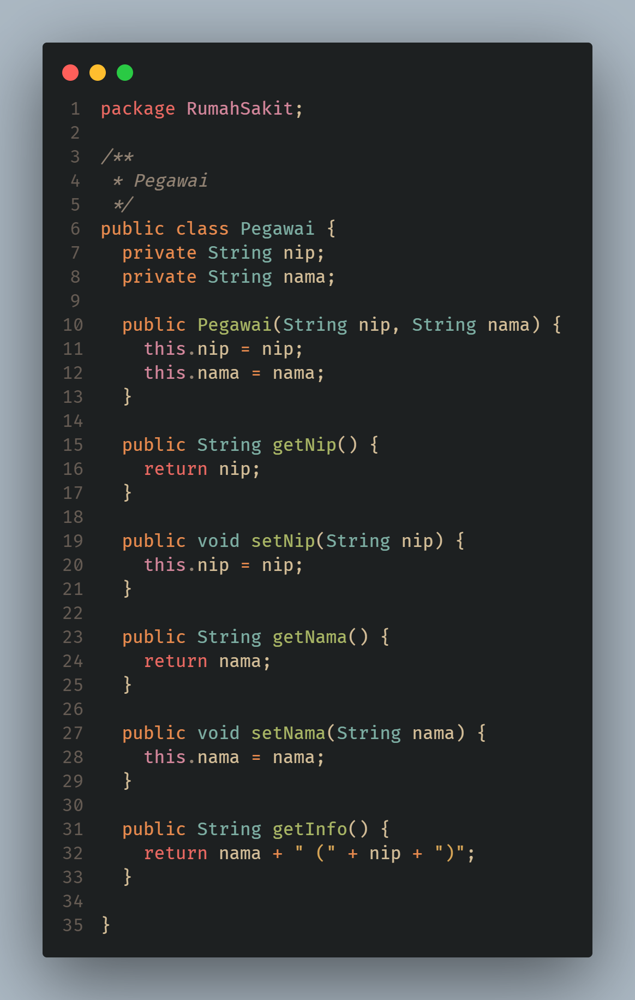 1 package RumahSakit;
2
3 /**
4  * Pegawai
5  */
6 public class Pegawai {
7   private String nip;
8   private String nama;
9
10   public Pegawai(String nip, String nama) {
11     this.nip = nip;
12     this.nama = nama;
13   }
14
15   public String getNip() {
16     return nip;
17   }
18
19   public void setNip(String nip) {
20     this.nip = nip;
21   }
22
23   public String getNama() {
24     return nama;
25   }
26
27   public void setNama(String nama) {
28     this.nama = nama;
29   }
30
31   public String getInfo() {
32     return nama + " (" + nip + ")";
33   }
34
35 }